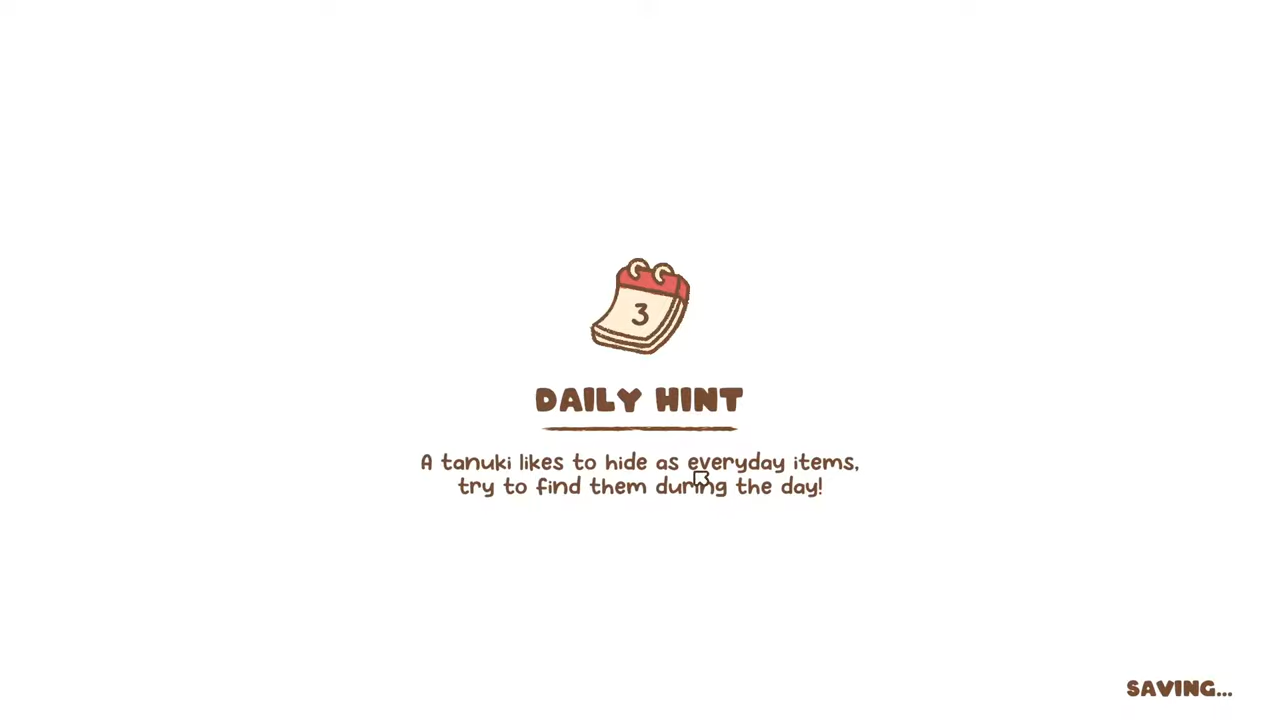 3
DAILY HINT
A tanuki likes to hide as everyday items,
try to find them during the day!
SAVING...